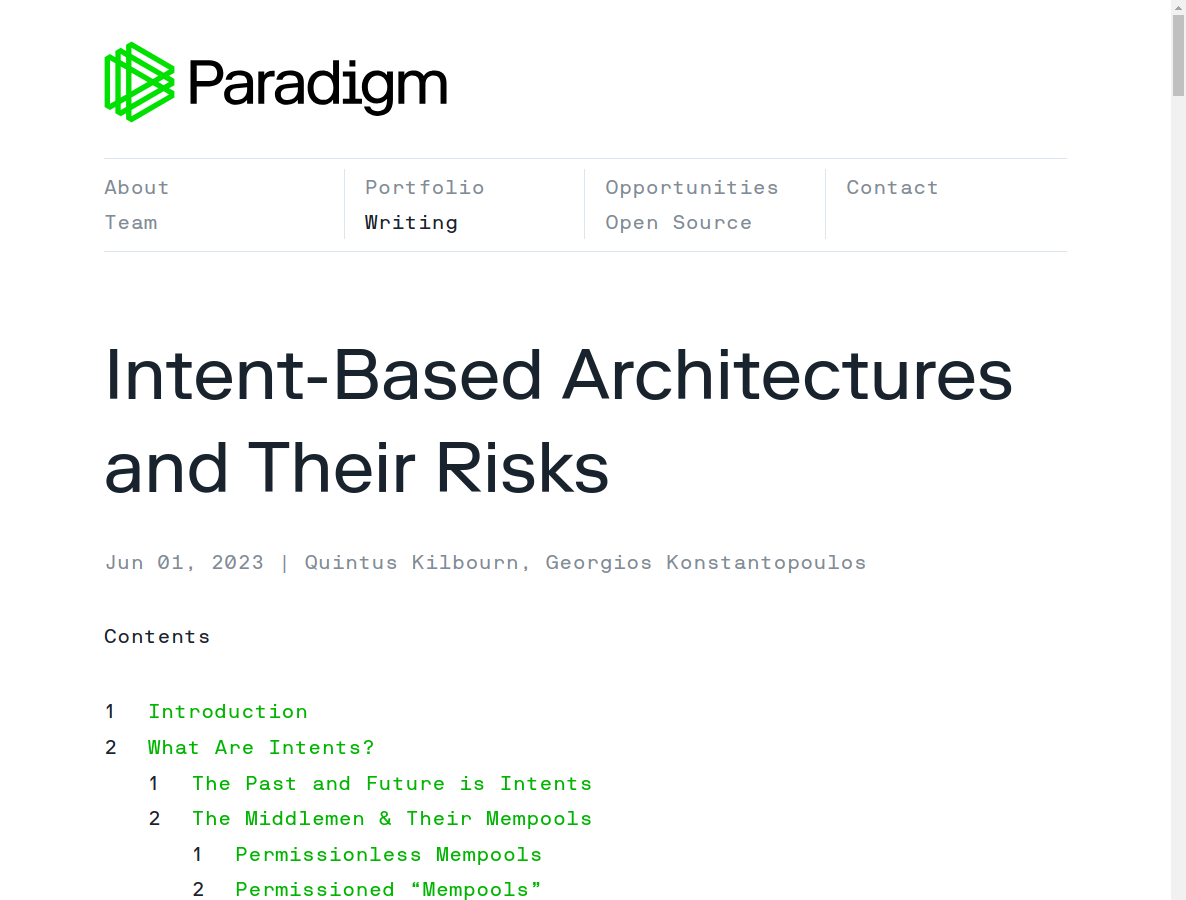 Paradigm
About
Team
Portfolio
Writing
Opportunities
Open Source
Contact
Intent-Based Architectures
and Their Risks
Jun 01, 2023 | Quintus Kilbourn, Georgios Konstantopoulos
Contents
1 Introduction
2 What Are Intents?
1 The Past and Future is Intents
2 The Middlemen & Their Mempools
1 Permissionless Mempools
2 Permissioned “Mempools”